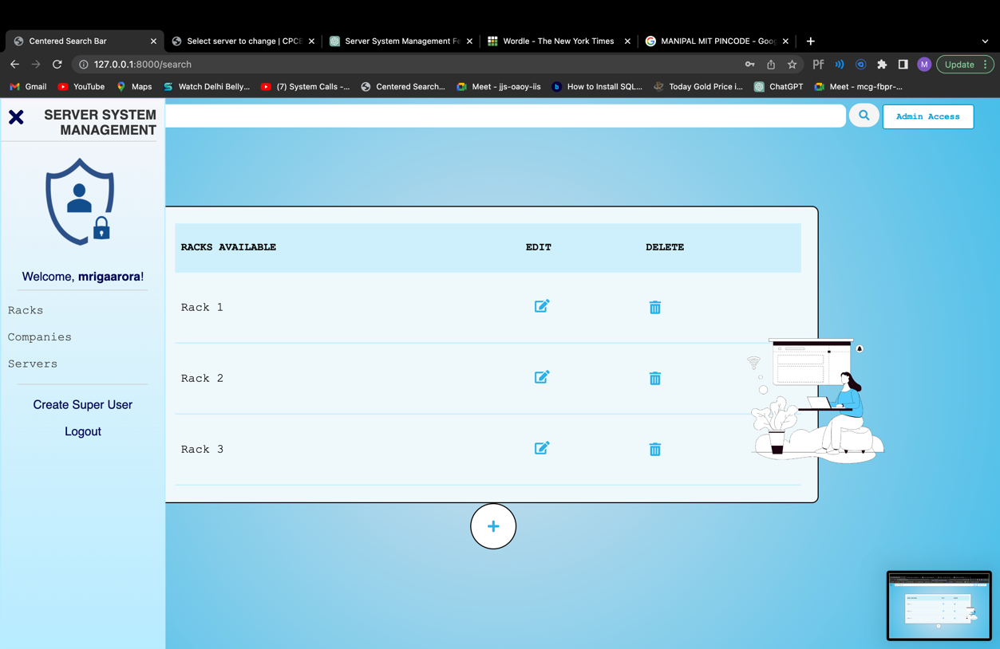 Centered Search Bar
Select server to change | CPCE
Server System Management Fe
Wordle - The New York Times
MANIPAL MIT PINCODE - Goog
127.0.0.1:8000/search
Pf
M
Update
Gmail
YouTube
Maps
Watch Delhi Belly...
(7) System Calls -...
Centered Search...
Meet - jjs-oaoy-iis
b
How to Install SQL...
Today Gold Price i...
ChatGPT
Meet - mcg-fbpr-...
SERVER SYSTEM
MANAGEMENT
Admin Access
Welcome, mrigaarora!
Racks
Companies
Servers
Create Super User
Logout
RACKS AVAILABLE
EDIT
DELETE
Rack 1
Rack 2
Rack 3